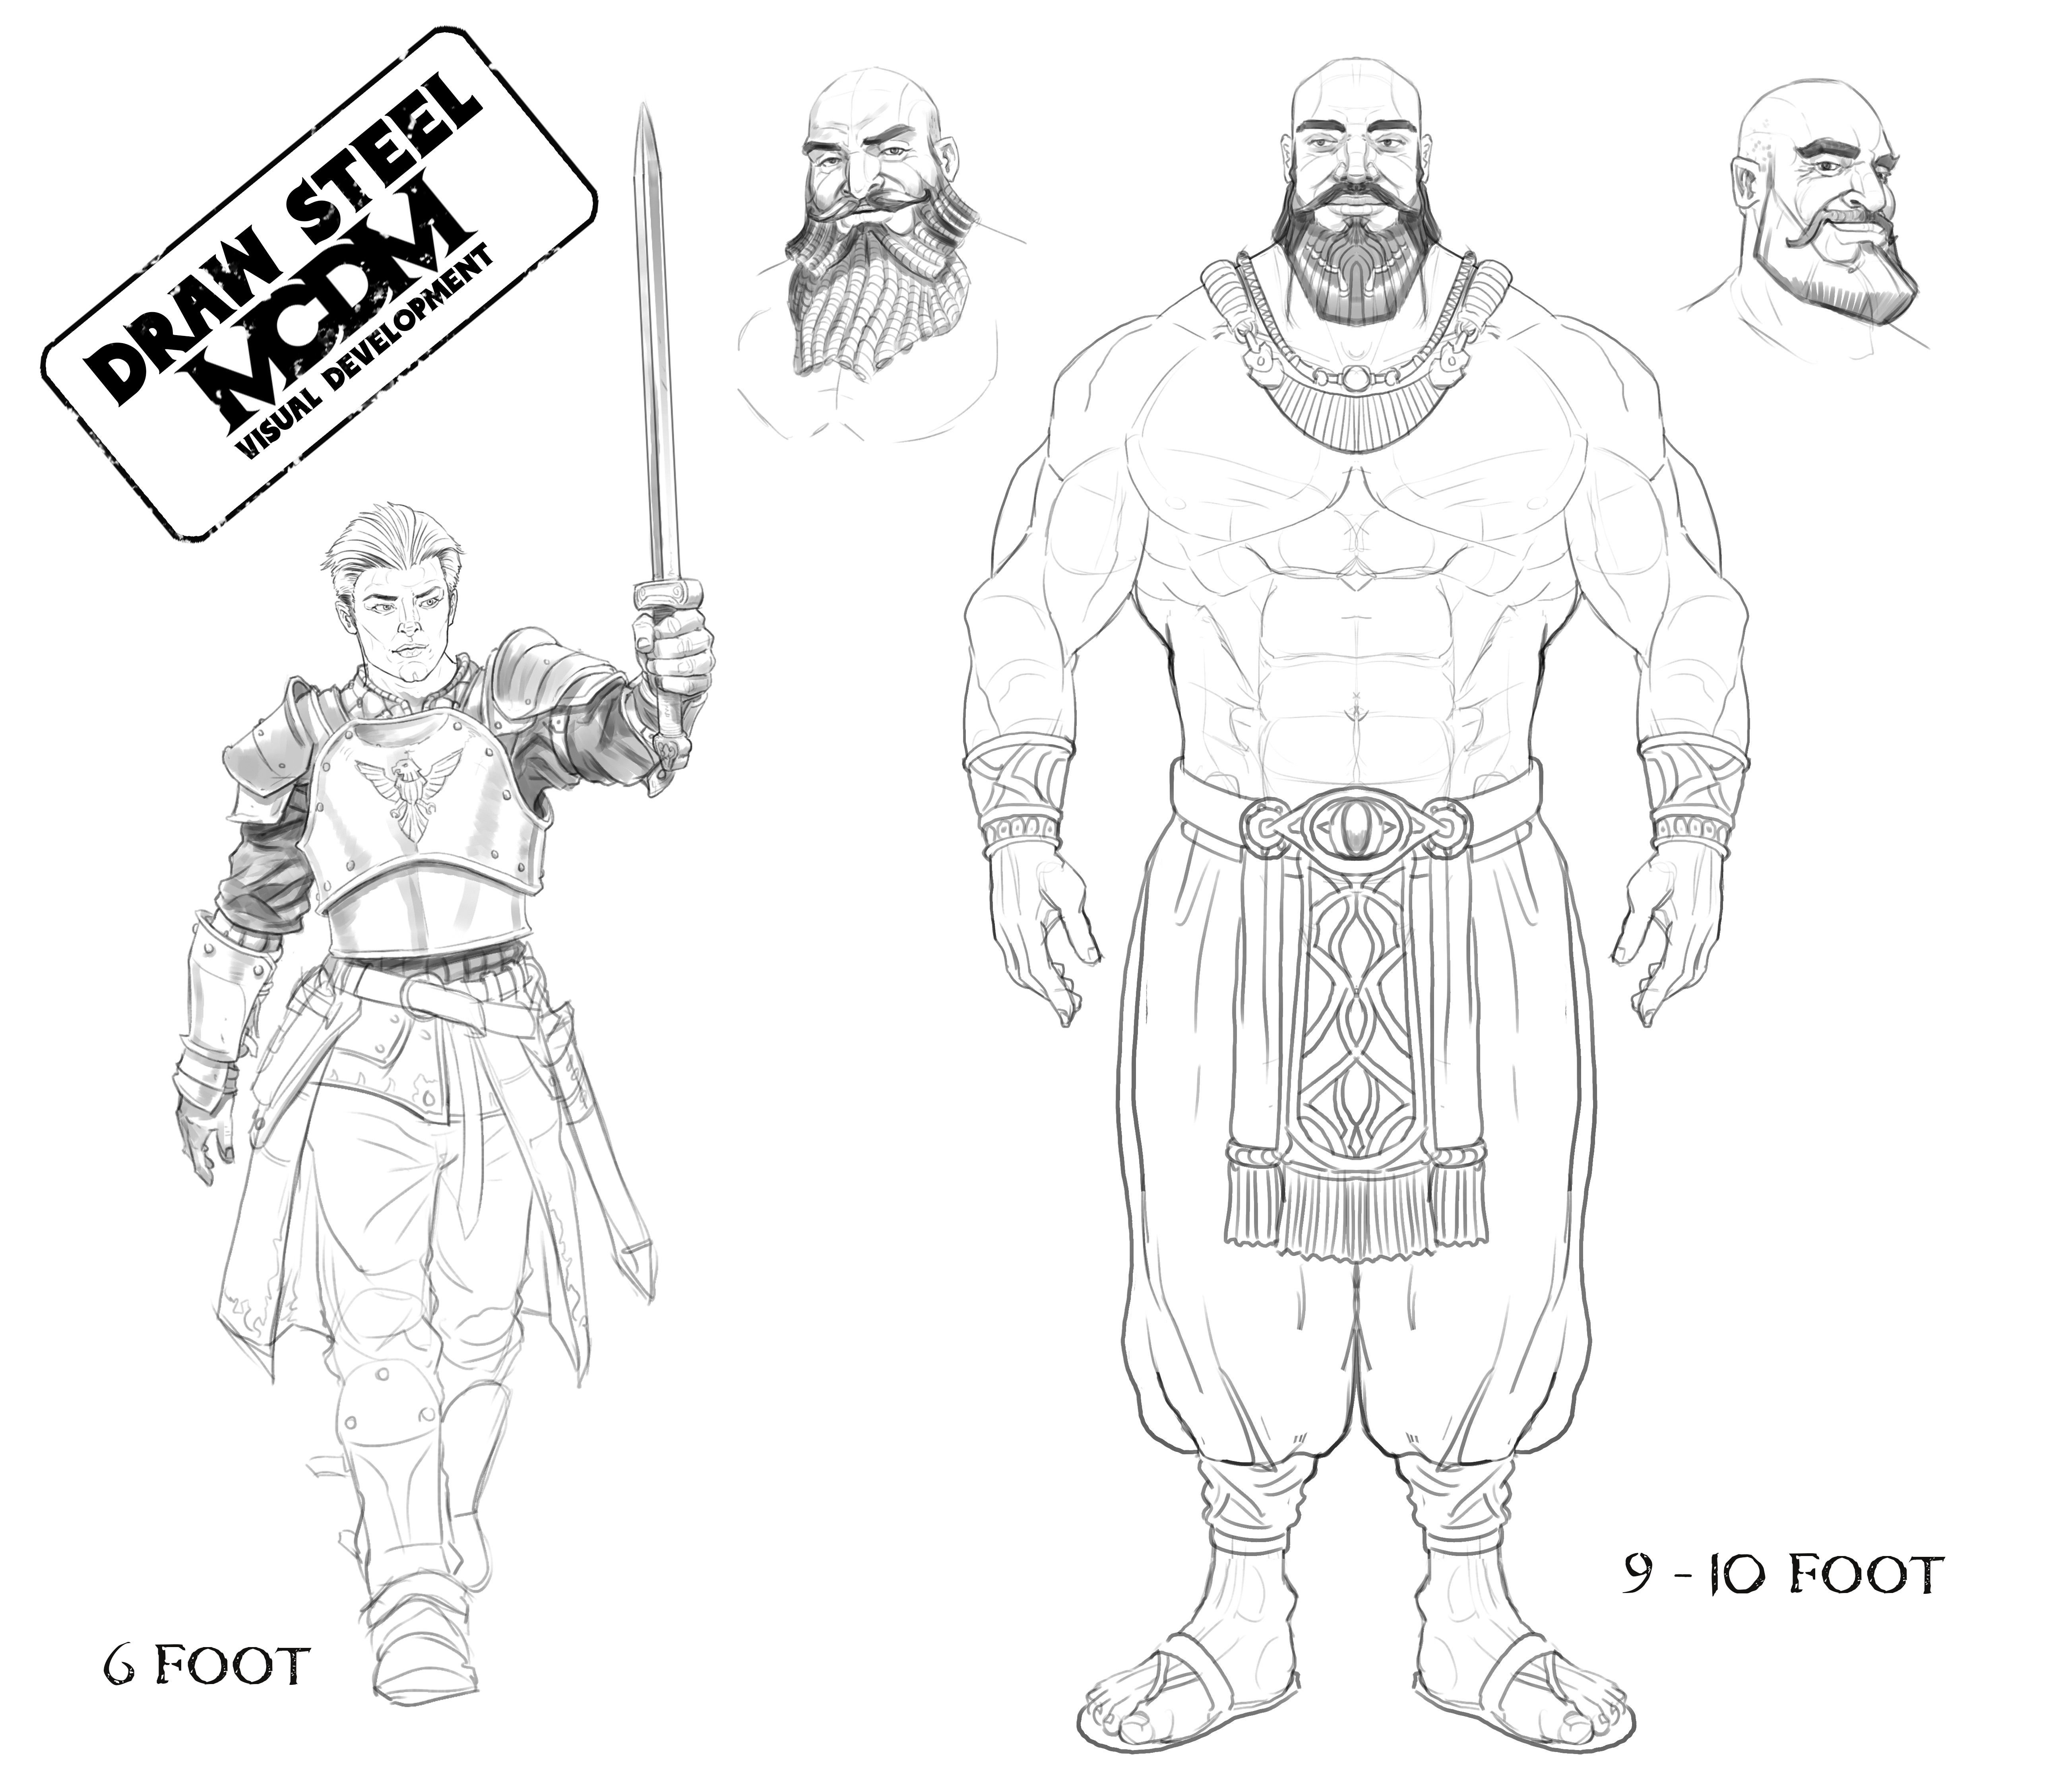 DRAW STEEL
MCDM
VISUAL DEVELOPMENT
6 FOOT
9 - 10 FOOT